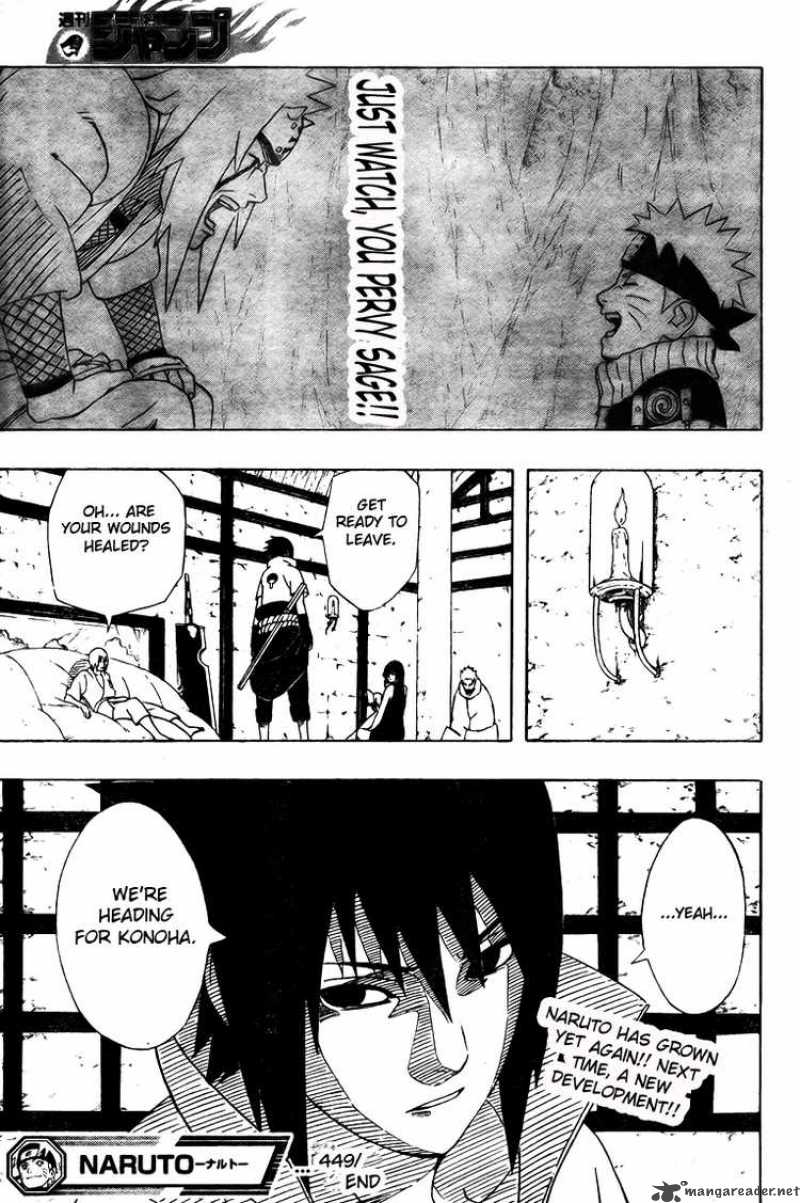 週刊
ジャンプ
JUST WATCH, YOU PERVY SAGE!!
GET
READY TO
LEAVE.
OH... ARE
YOUR WOUNDS
HEALED?
...YEAH...
WE'RE
HEADING
FOR KONOHA.
NARUTO HAS GROWN
YET AGAIN!! NEXT
TIME, A NEW
DEVELOPMENT!!
NARUTO―ナルト―
.... 449/
END
mangareader.net